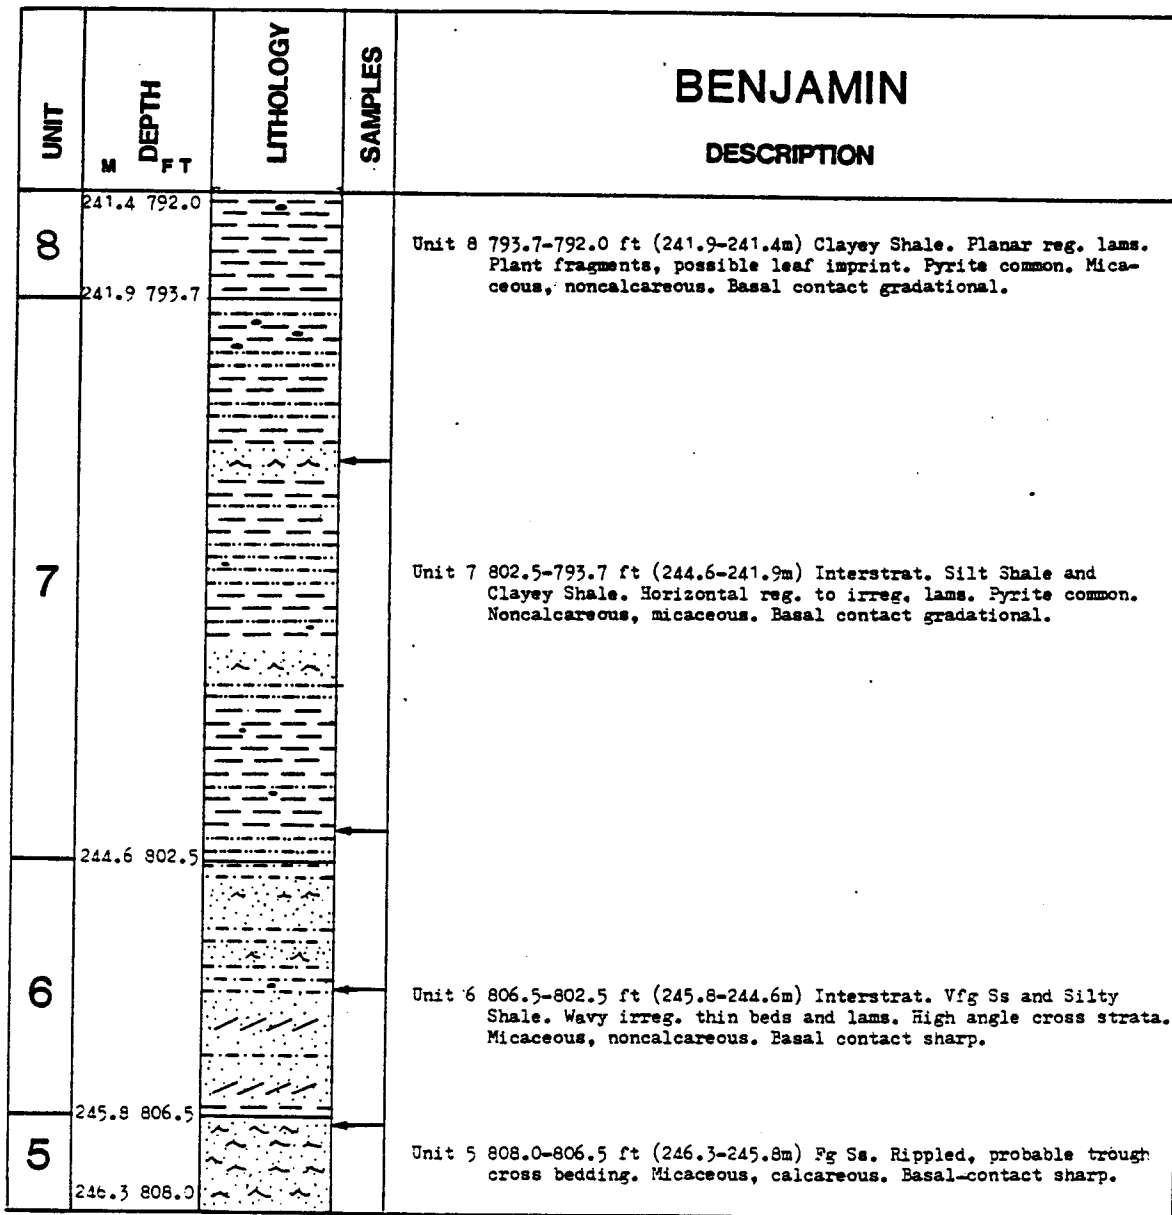 UNIT
DEPTH
M FT
LITHOLOGY
SAMPLES
BENJAMIN
DESCRIPTION
241.4 792.0
8
Unit 8 793.7-792.0 ft (241.9-241.4m) Clayey Shale. Planar reg. lams.
Plant fragments, possible leaf imprint. Pyrite common. Mica-
ceous, noncalcareous. Basal contact gradational.
241.9 793.7
7
Unit 7 802.5-793.7 ft (244.6-241.9m) Interstrat. Silt Shale and
Clayey Shale. Horizontal reg. to irreg. lams. Pyrite common.
Noncalcareous, micaceous. Basal contact gradational.
244.6 802.5
6
Unit 6 806.5-802.5 ft (245.8-244.6m) Interstrat. Vfg Ss and Silty
Shale. Wavy irreg. thin beds and lams. High angle cross strata.
Micaceous, noncalcareous. Basal contact sharp.
245.8 806.5
5
Unit 5 808.0-806.5 ft (246.3-245.8m) Fg Ss. Rippled, probable trough
cross bedding. Micaceous, calcareous. Basal-contact sharp.
246.3 808.0